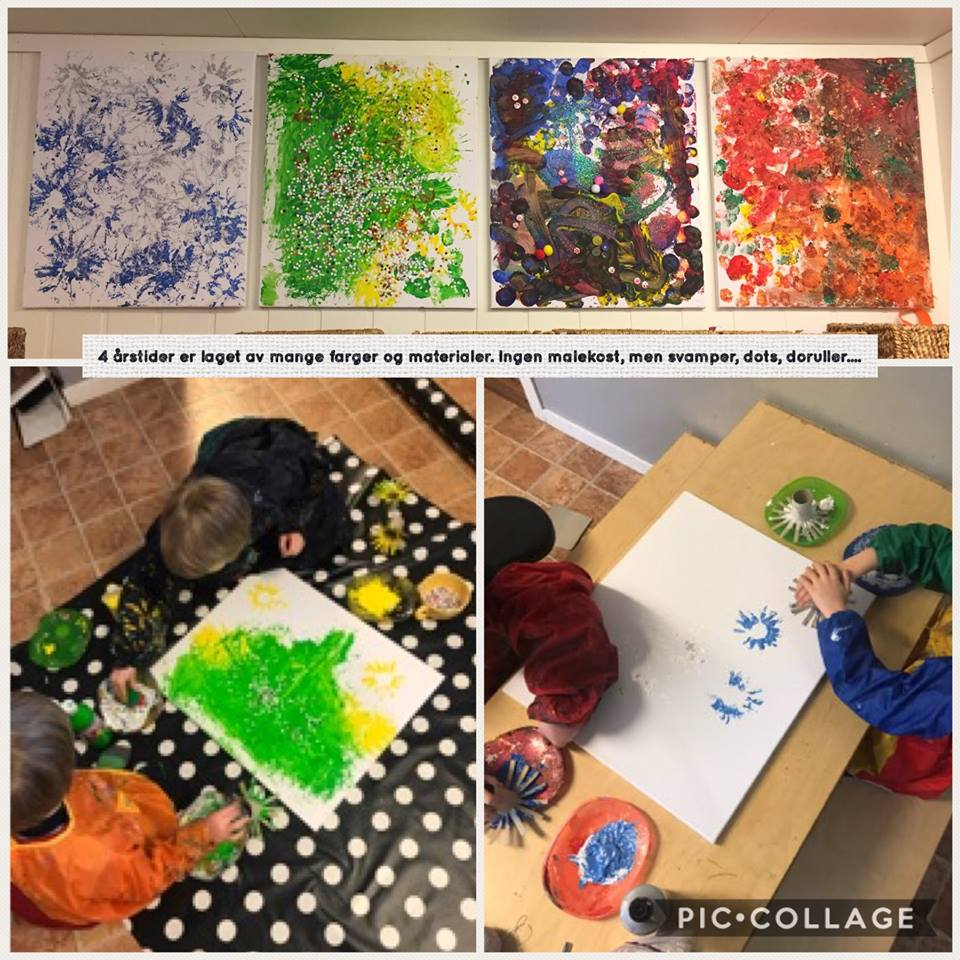 4 årstider er laget av mange farger og materialer. Ingen malekost, men svamper, dots, doruller....
PIC•COLLAGE